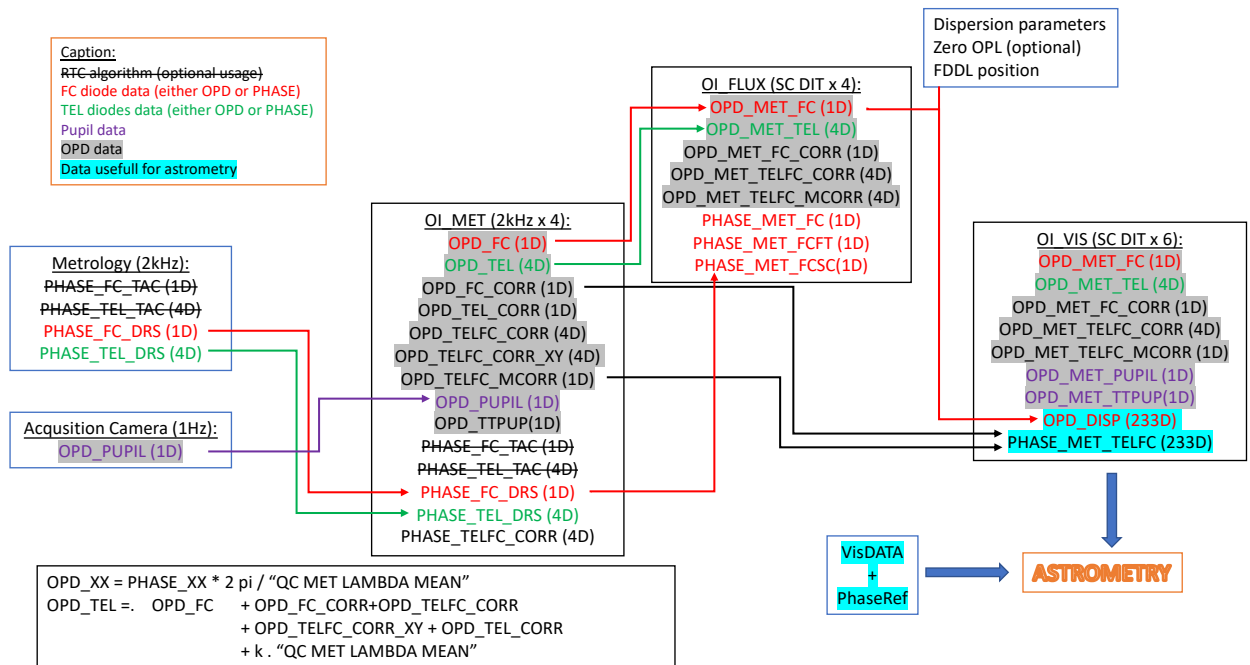 Caption:
RTC algorithm (optional usage)
FC diode data (either OPD or PHASE)
TEL diodes data (either OPD or PHASE)
Pupil data
OPD data
Data usefull for astrometry
Metrology (2kHz):
PHASE_FC_TAC (1D)
PHASE_TEL_TAC (4D)
PHASE_FC_DRS (1D)
PHASE_TEL_DRS (4D)
Acqusition Camera (1Hz):
OPD_PUPIL (1D)
OI_MET (2kHz x 4):
OPD_FC (1D)
OPD_TEL (4D)
OPD_FC_CORR (1D)
OPD_TEL_CORR (1D)
OPD_TELFC_CORR (4D)
OPD_TELFC_CORR_XY (4D)
OPD_TELFC_MCORR (1D)
OPD_PUPIL (1D)
OPD_TTPUP(1D)
PHASE_FC_TAC (1D)
PHASE_TEL_TAC (4D)
PHASE_FC_DRS (1D)
PHASE_TEL_DRS (4D)
PHASE_TELFC_CORR (4D)
OI_FLUX (SC DIT x 4):
OPD_MET_FC (1D)
OPD_MET_TEL (4D)
OPD_MET_FC_CORR (1D)
OPD_MET_TELFC_CORR (4D)
OPD_MET_TELFC_MCORR (4D)
PHASE_MET_FC (1D)
PHASE_MET_FCFT (1D)
PHASE_MET_FCSC(1D)
Dispersion parameters
Zero OPL (optional)
FDDL position
OI_VIS (SC DIT x 6):
OPD_MET_FC (1D)
OPD_MET_TEL (4D)
OPD_MET_FC_CORR (1D)
OPD_MET_TELFC_CORR (4D)
OPD_MET_TELFC_MCORR (1D)
OPD_MET_PUPIL (1D)
OPD_MET_TTPUP(1D)
OPD_DISP (233D)
PHASE_MET_TELFC (233D)
VisDATA
+
PhaseRef
ASTROMETRY
OPD_XX = PHASE_XX * 2 pi / “QC MET LAMBDA MEAN”
OPD_TEL =. OPD_FC + OPD_FC_CORR+OPD_TELFC_CORR
+ OPD_TELFC_CORR_XY + OPD_TEL_CORR
+ k . “QC MET LAMBDA MEAN”